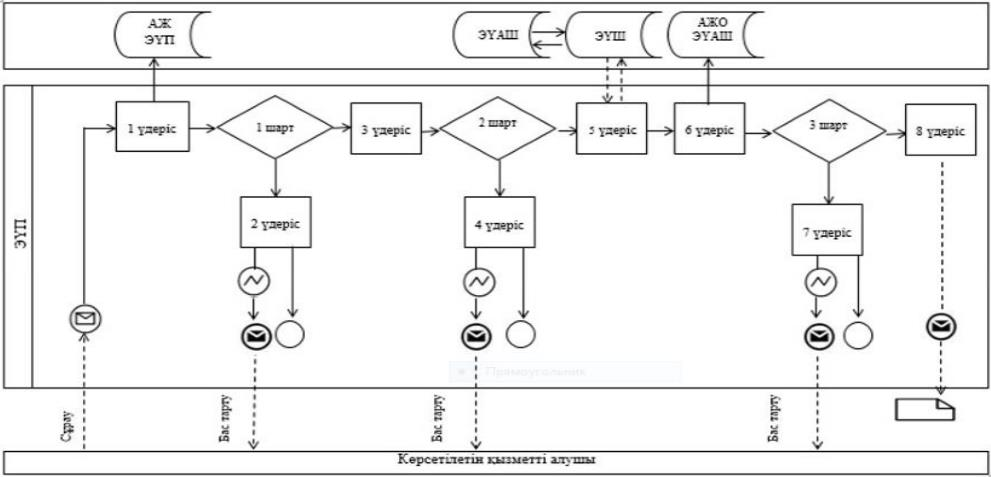 АЖ
ЭҮП
ЭҮАШ
ЭҮШ
АЖО
ЭҮАШ
1 үдеріс
1 шарт
3 үдеріс
2 шарт
5 үдеріс
6 үдеріс
3 шарт
8 үдеріс
2 үдеріс
4 үдеріс
7 үдеріс
ЭҮП
Прямоугольник
Сұрау
Бас тарту
Бас тарту
Бас тарту
Көрсетілетін қызметті алушы